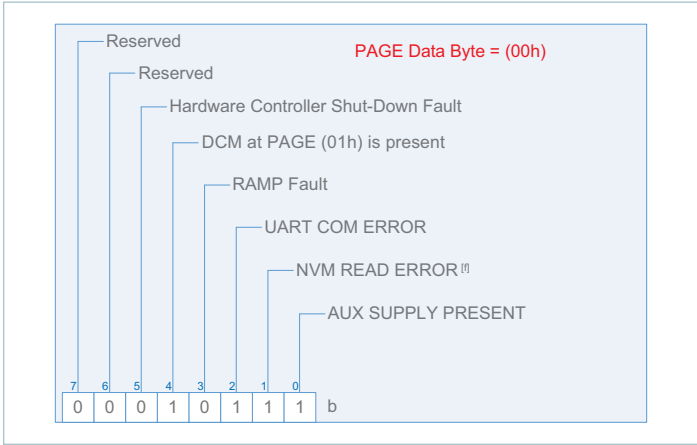 Reserved
PAGE Data Byte = (00h)
Reserved
Hardware Controller Shut-Down Fault
DCM at PAGE (01h) is present
RAMP Fault
UART COM ERROR
NVM READ ERROR [f]
AUX SUPPLY PRESENT
7 6 5 4 3 2 1 0
0 0 0 1 0 1 1 1 b